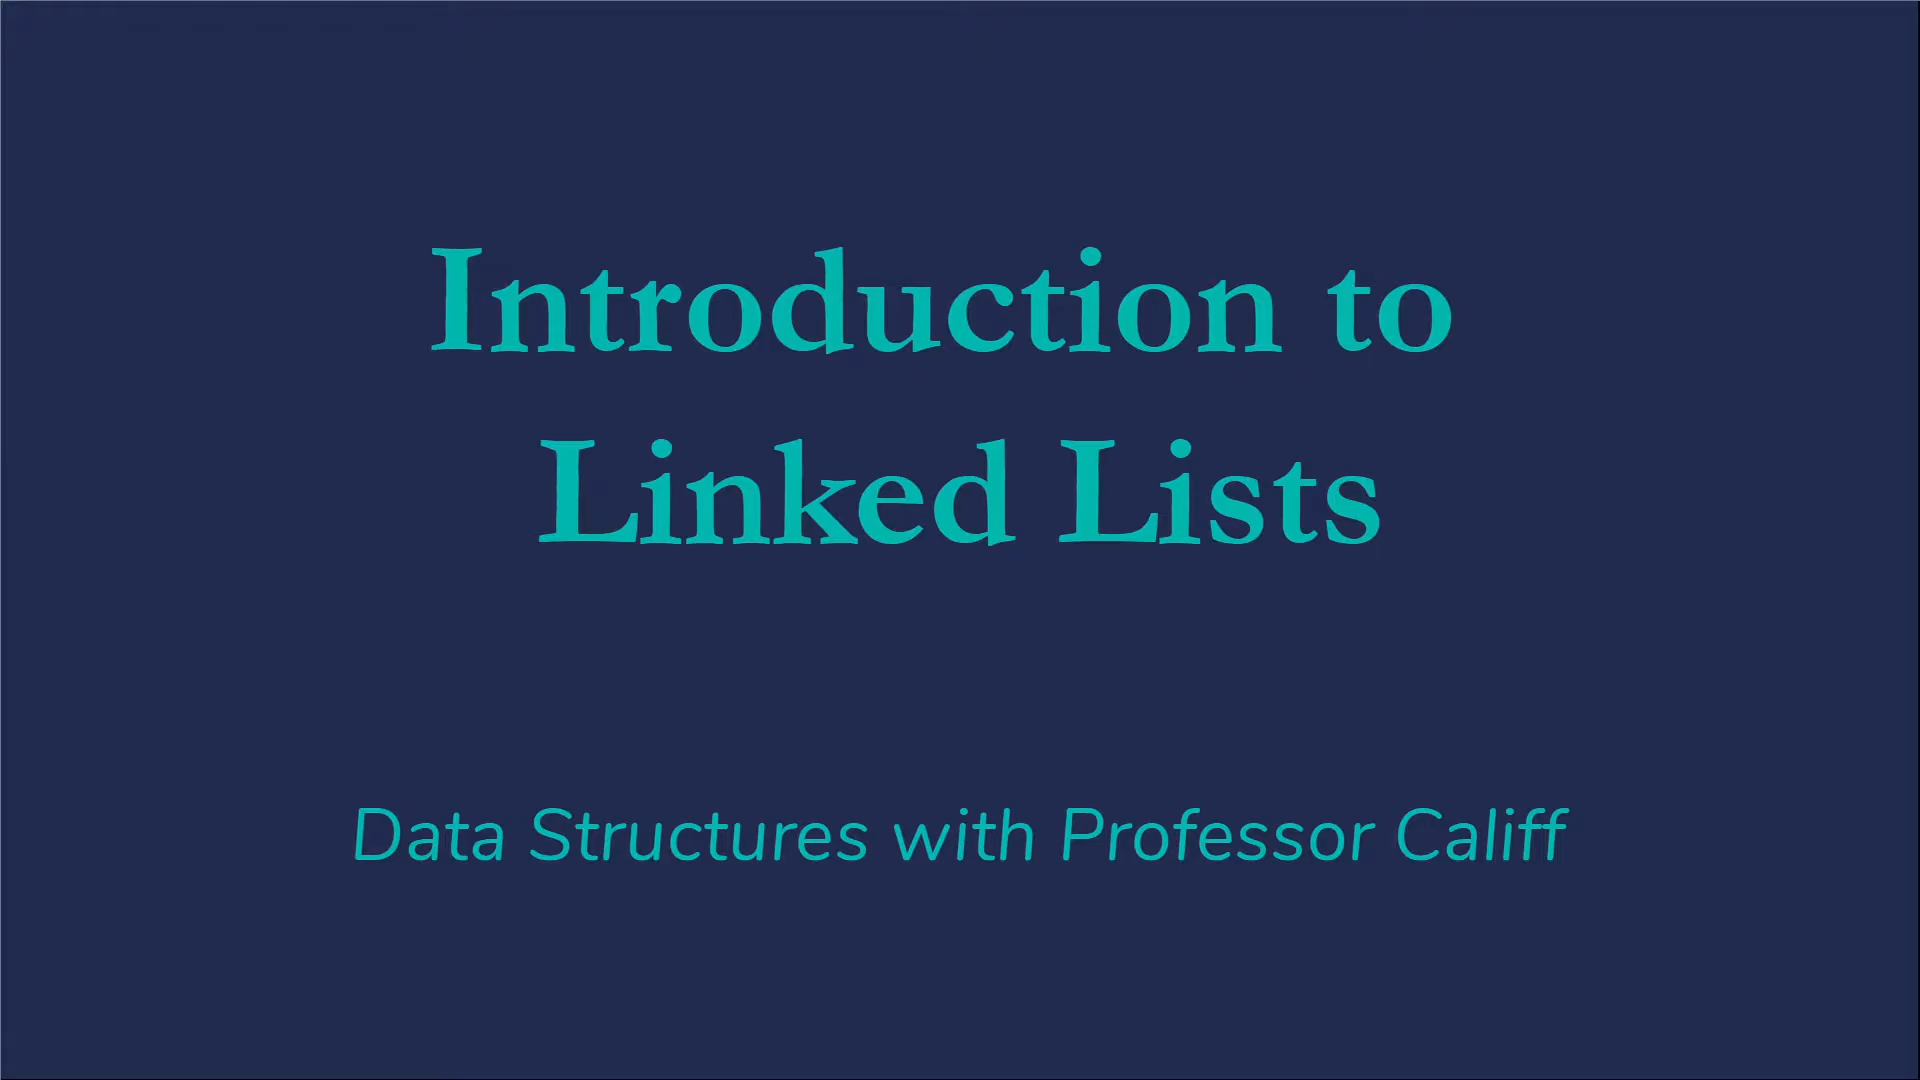 Introduction to
Linked Lists
Data Structures with Professor Califf